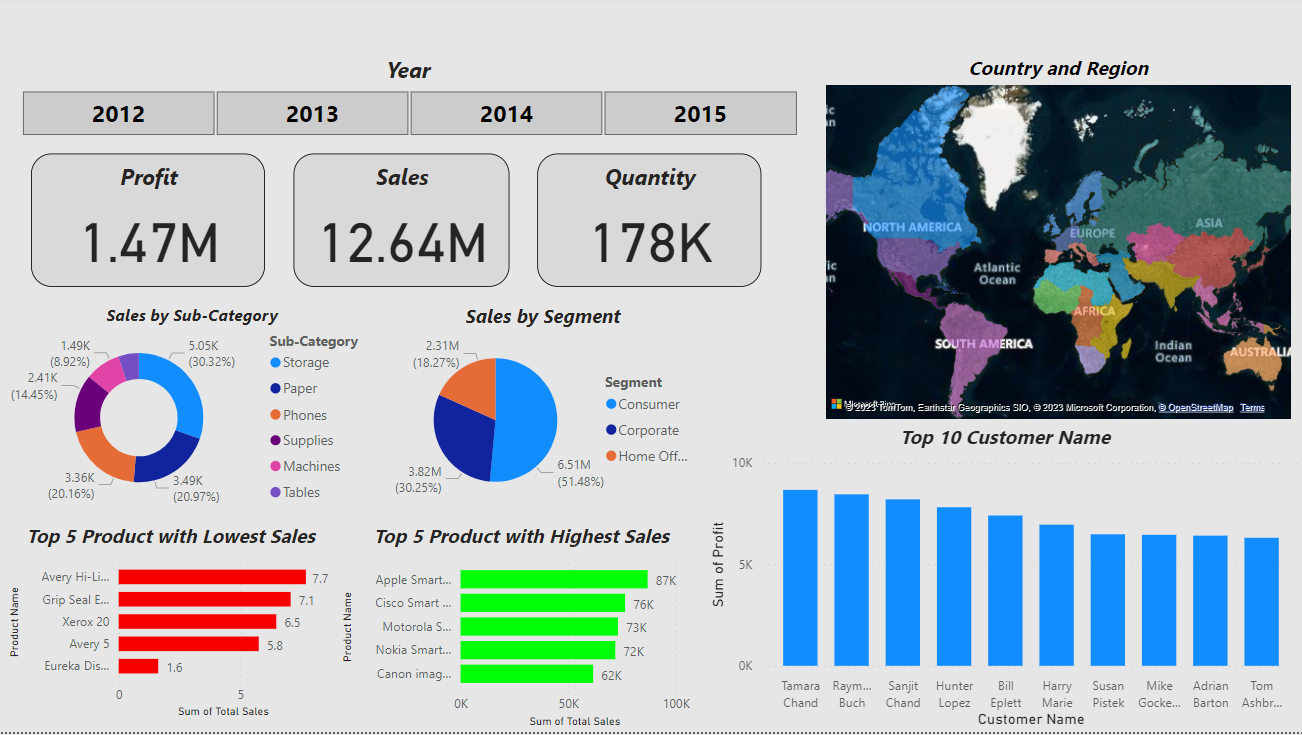 Year
2012
2013
2014
2015
Profit
1.47M
Sales
12.64M
Quantity
178K
Country and Region
NORTH AMERICA
EUROPE
ASIA
Atlantic
Ocean
AFRICA
SOUTH AMERICA
Indian
Ocean
AUSTRALIA
ic
an
ic
an
© 2023 TomTom, Earthstar Geographics SIO, © 2023 Microsoft Corporation, © OpenStreetMap Terms
Sales by Sub-Category
1.49K
(8.92%)
2.41K
(14.45%)
3.36K
(20.16%)
5.05K
(30.32%)
3.49K
(20.97%)
Sub-Category
Storage
Paper
Phones
Supplies
Machines
Tables
Sales by Segment
2.31M
(18.27%)
3.82M
(30.25%)
6.51M
(51.48%)
Segment
Consumer
Corporate
Home Off...
Top 5 Product with Lowest Sales
Product Name
Avery Hi-Li...
7.7
Grip Seal E...
7.1
Xerox 20
6.5
Avery 5
5.8
Eureka Dis...
1.6
0
5
Sum of Total Sales
Top 5 Product with Highest Sales
Product Name
Apple Smart...
87K
Cisco Smart ...
76K
Motorola S...
73K
Nokia Smart...
72K
Canon imag...
62K
0K
50K
100K
Sum of Total Sales
Top 10 Customer Name
Sum of Profit
10K
5K
0K
Tamara
Chand
Raym...
Buch
Sanjit
Chand
Hunter
Lopez
Bill
Eplett
Harry
Marie
Susan
Pistek
Mike
Gocke...
Adrian
Barton
Tom
Ashbr...
Customer Name